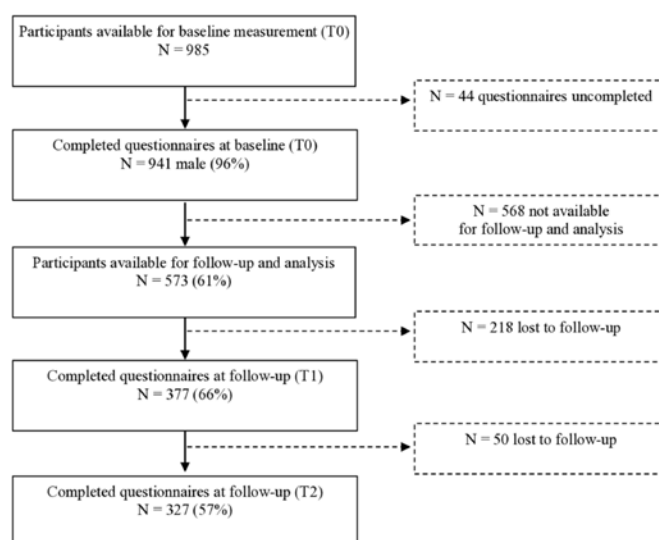 Participants available for baseline measurement (T0)
N = 985
N = 44 questionnaires uncompleted
Completed questionnaires at baseline (T0)
N = 941 male (96%)
N = 568 not available
for follow-up and analysis
Participants available for follow-up and analysis
N = 573 (61%)
N = 218 lost to follow-up
Completed questionnaires at follow-up (T1)
N = 377 (66%)
N = 50 lost to follow-up
Completed questionnaires at follow-up (T2)
N = 327 (57%)